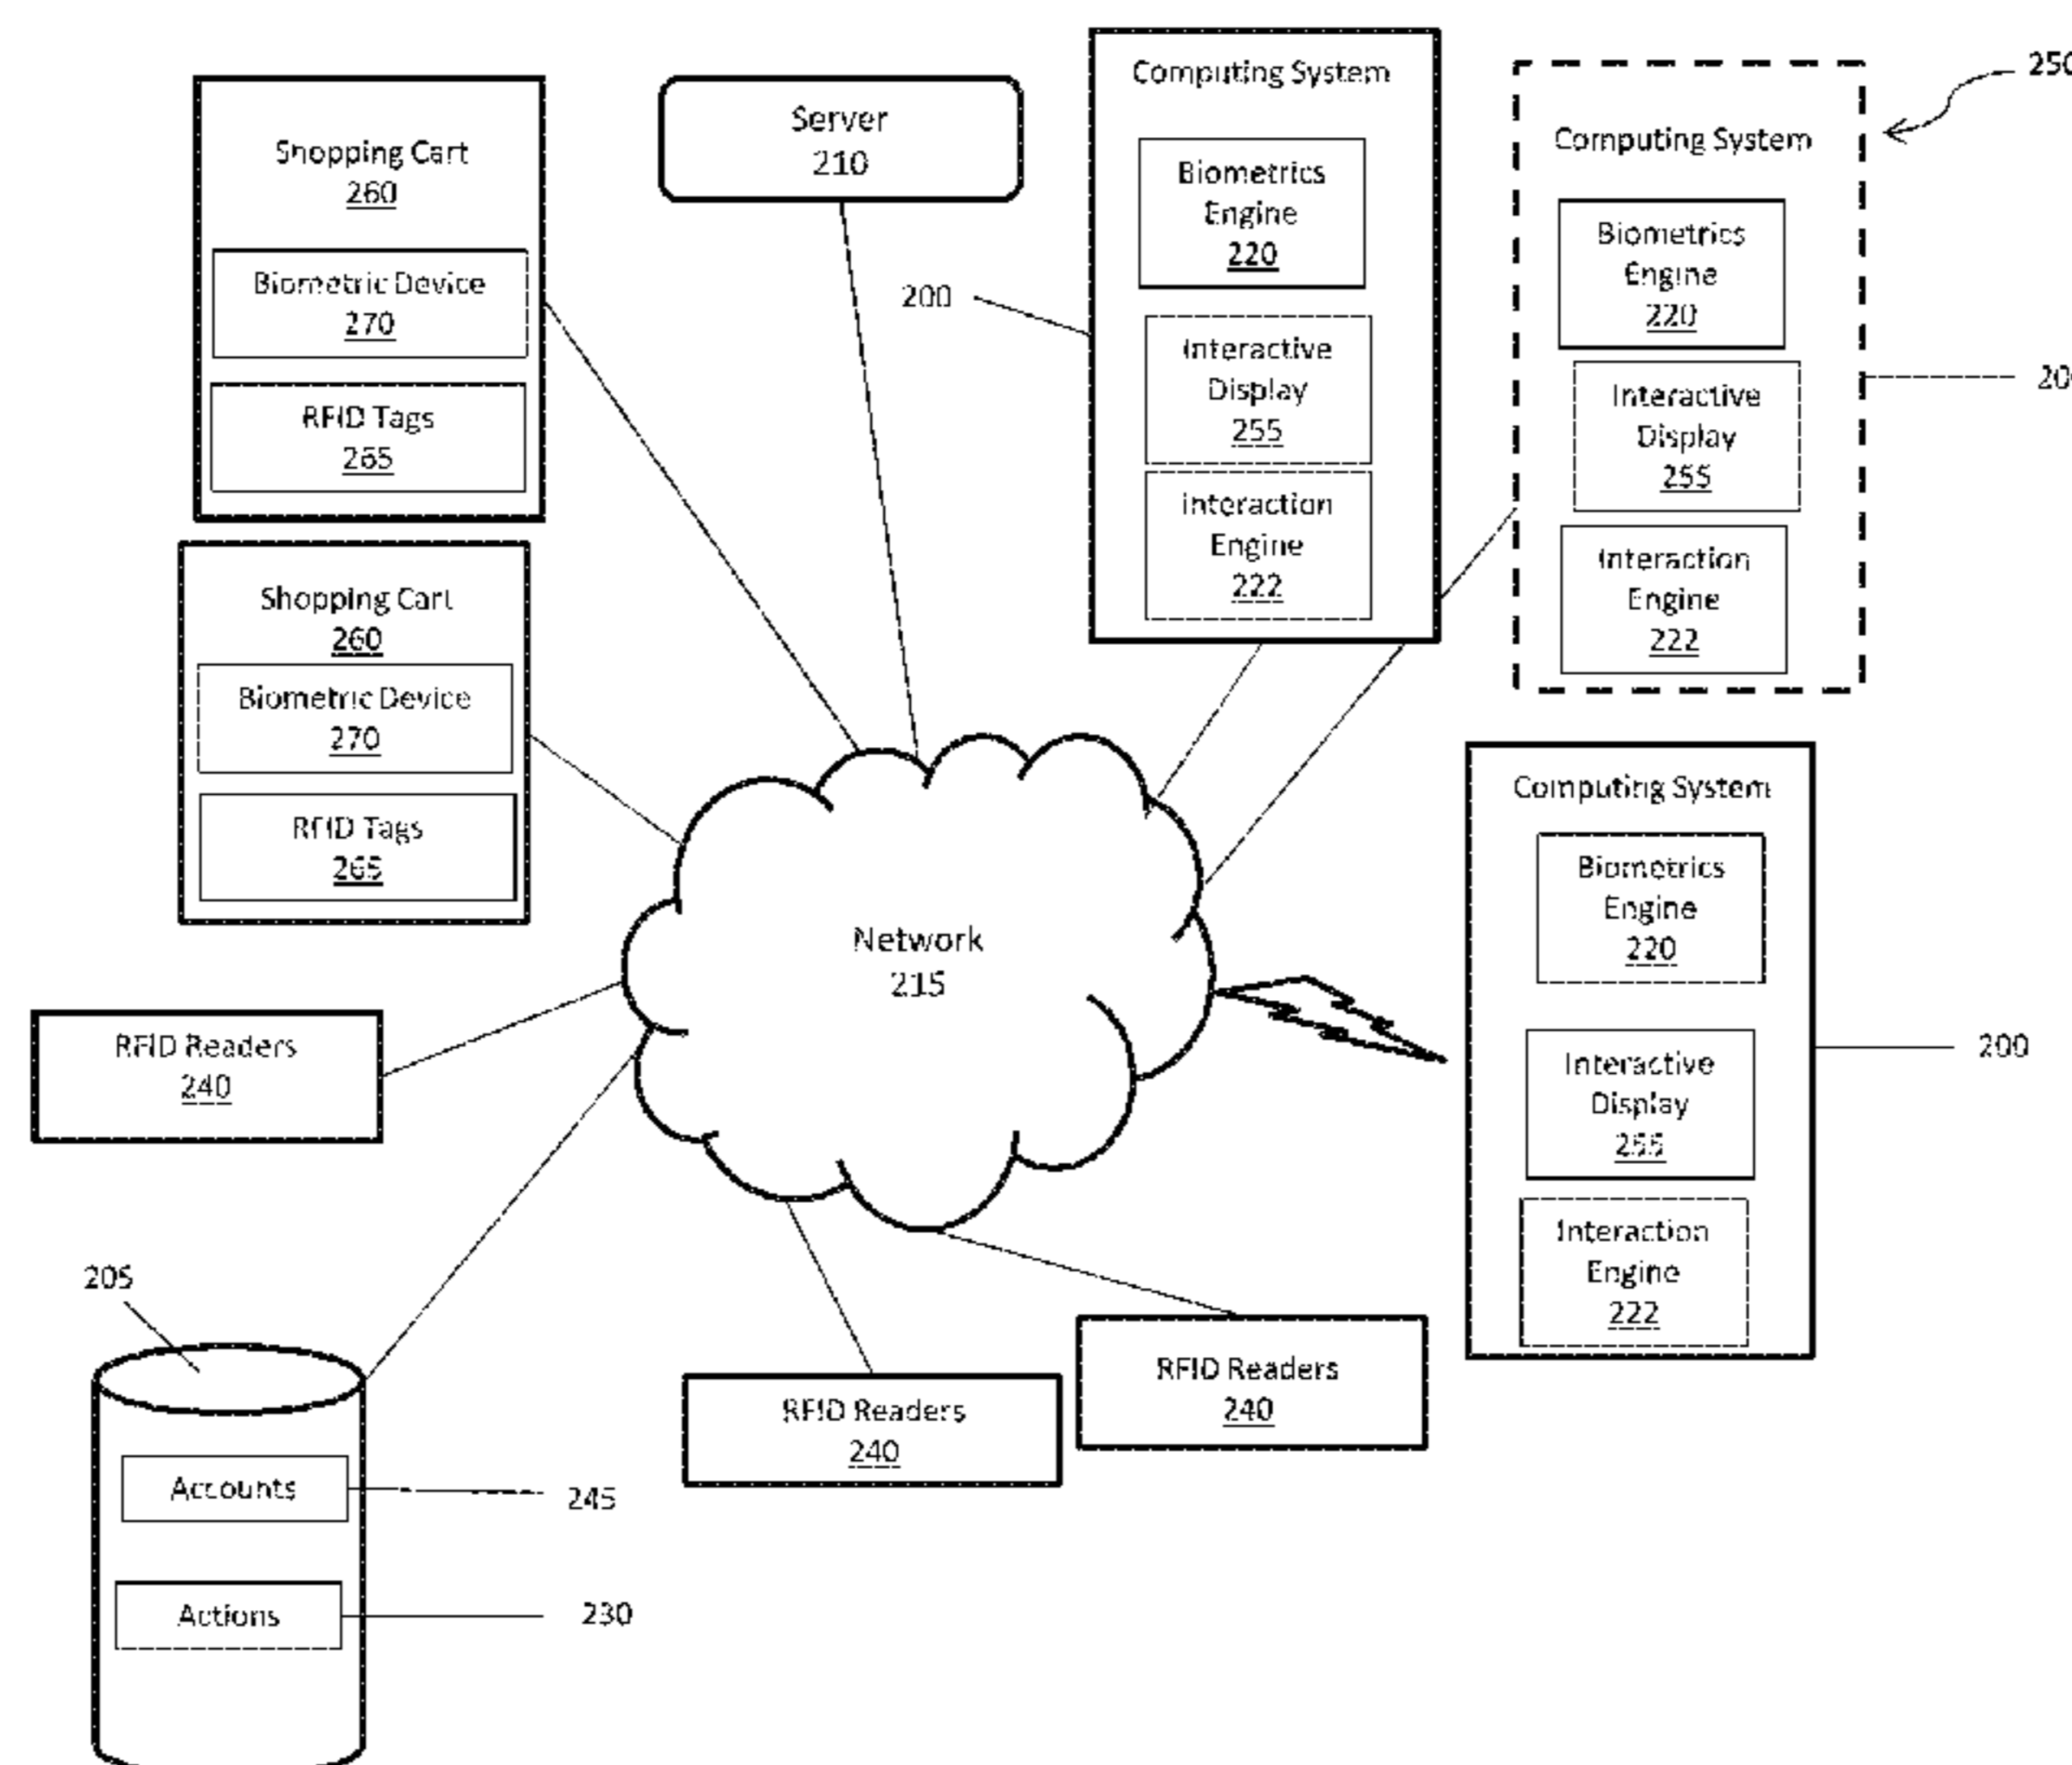 Shopping Cart
260
Biometric Device
270
RFID Tags
265
Shopping Cart
260
Biometric Device
270
RFID Tags
265
Server
210
200
Computing System
Biometrics
Engine
220
Interactive
Display
255
Interaction
Engine
222
250
Computing System
Biometrics
Engine
220
Interactive
Display
255
Interaction
Engine
222
20
Computing System
Biometrics
Engine
220
Interactive
Display
255
Interaction
Engine
222
200
Network
215
RFID Readers
240
205
Accounts
245
Actions
230
RFID Readers
240
RFID Readers
240